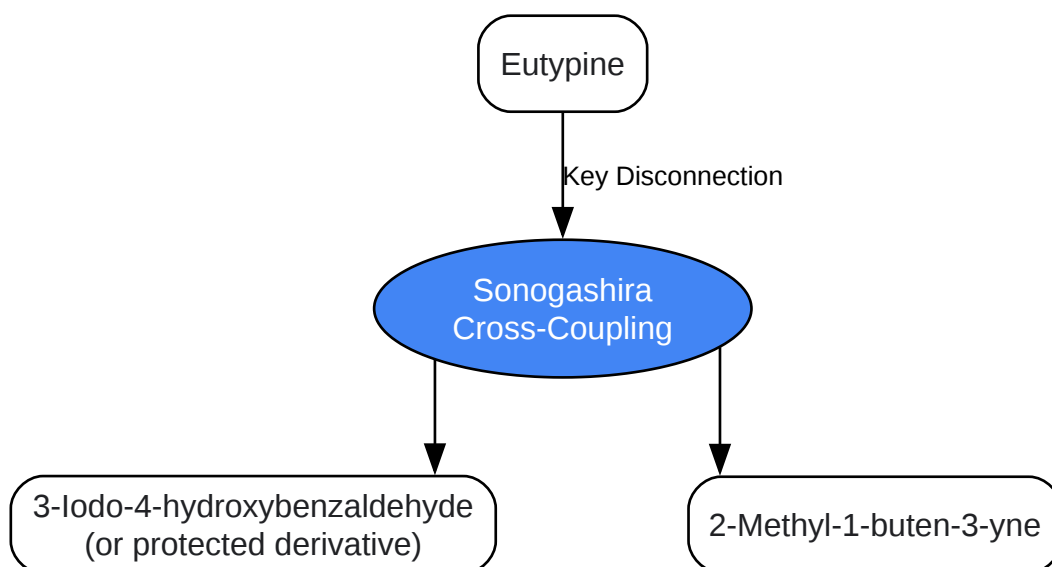 Eutypine
Key Disconnection
Sonogashira
Cross-Coupling
3-Iodo-4-hydroxybenzaldehyde
(or protected derivative)
2-Methyl-1-buten-3-yne